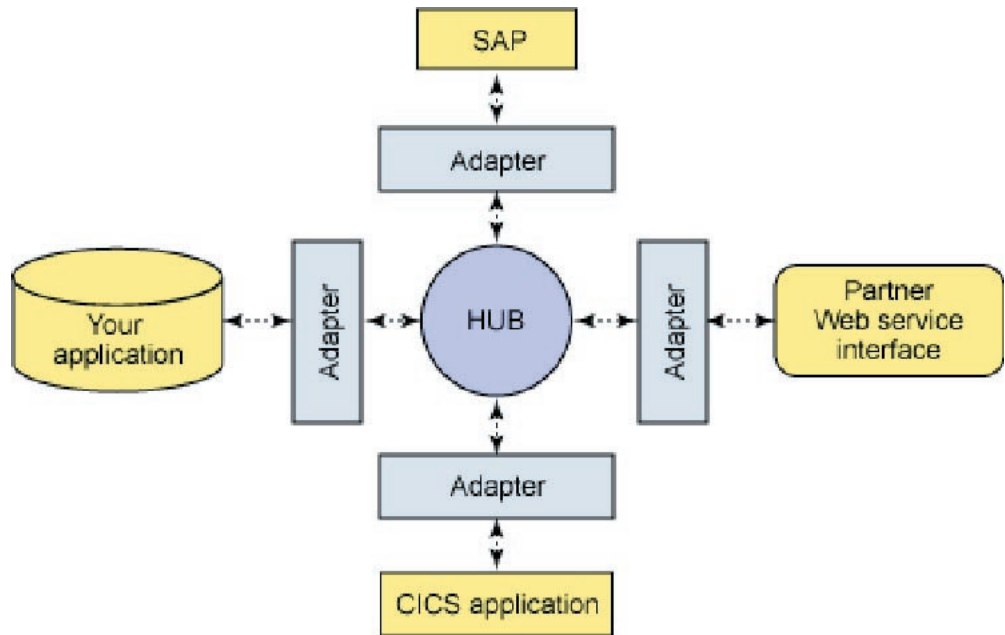 SAP
Adapter
Your
application
Adapter
HUB
Adapter
Partner
Web service
interface
Adapter
CICS application